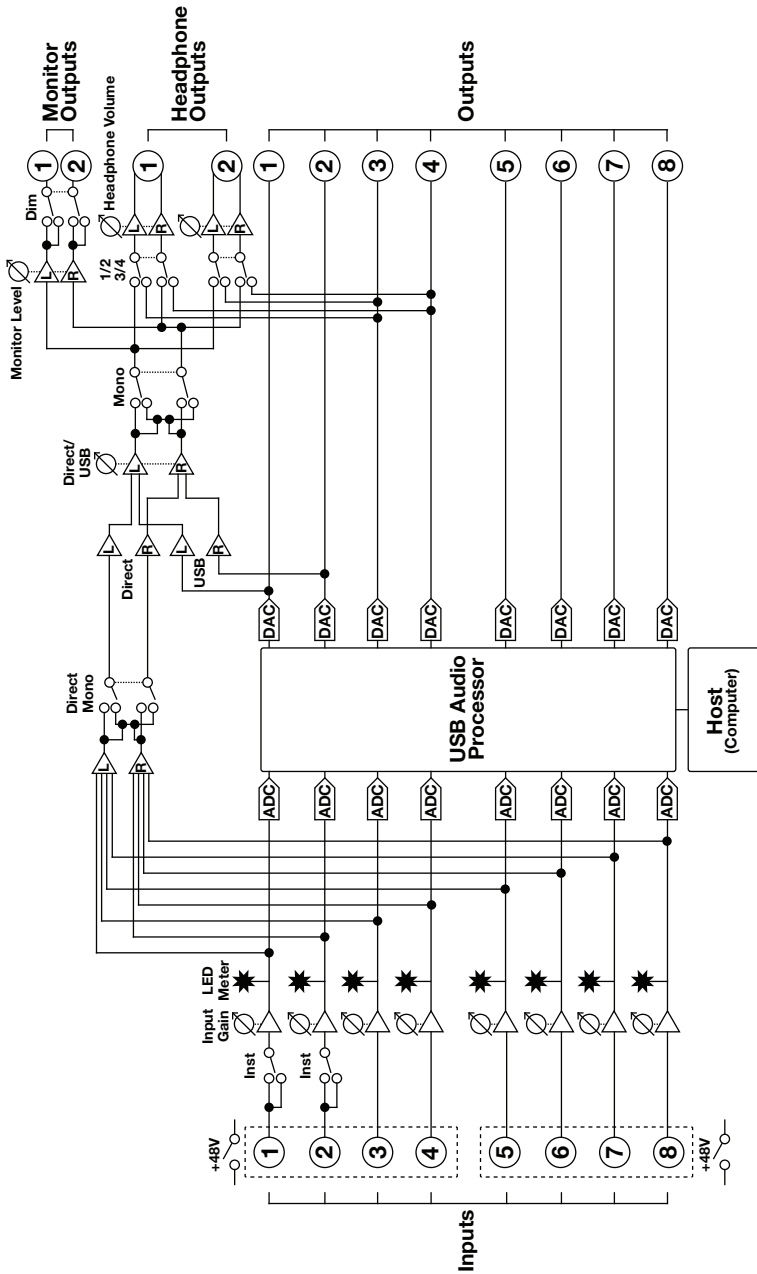 Monitor
Outputs
1
2
Dim
Monitor Level
L
R
Headphone
Outputs
1
2
Headphone Volume
L
R
L
R
1/2
3/4
Mono
Direct/
USB
L
R
L
R
L
R
Direct
USB
Direct
Mono
L
R
+48V
Inst
Inst
Input
Gain
LED
Meter
Inputs
1
2
3
4
5
6
7
8
+48V
ADC
ADC
ADC
ADC
ADC
ADC
ADC
ADC
USB Audio
Processor
Host
(Computer)
DAC
DAC
DAC
DAC
DAC
DAC
DAC
DAC
1
2
3
4
5
6
7
8
Outputs